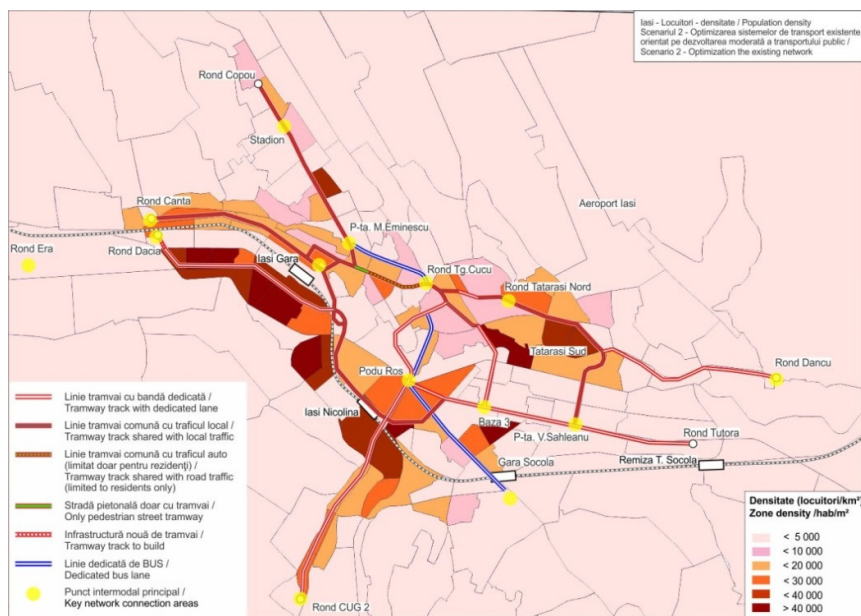 Iasi - Locuitori - densitate / Population density
Scenariul 2 - Optimizarea sistemelor de transport existente
orientat pe dezvoltarea moderată a transportului public /
Scenario 2 - Optimization the existing network
Rond Copou
Stadion
Aeroport Iasi
Rond Canta
P-ta. M.Eminescu
Rond Era
Rond Dacia
Iasi Gara
Rond Tg.Cucu
Rond Tatarasi Nord
Tatarasi Sud
Rond Dancu
Podu Ros
Iasi Nicolina
Baza 3
P-ta. V.Sahleanu
Rond Tutora
Gara Socola
Remiza T. Socola
Rond CUG 2
Linie tramvai cu bandă dedicată /
Tramway track with dedicated lane
Linie tramvai comună cu traficul local /
Tramway track shared with local traffic
Linie tramvai comună cu traficul auto
(limitat doar pentru rezidenţi) /
Tramway track shared with road traffic
(limited to residents only)
Stradă pietonală doar cu tramvai /
Only pedestrian street tramway
Infrastructură nouă de tramvai /
Tramway track to build
Linie dedicată de BUS /
Dedicated bus lane
Punct intermodal principal /
Key network connection areas
Densitate (locuitori/km²)
Zone density /hab/m²
< 5 000
< 10 000
< 20 000
< 30 000
< 40 000
> 40 000